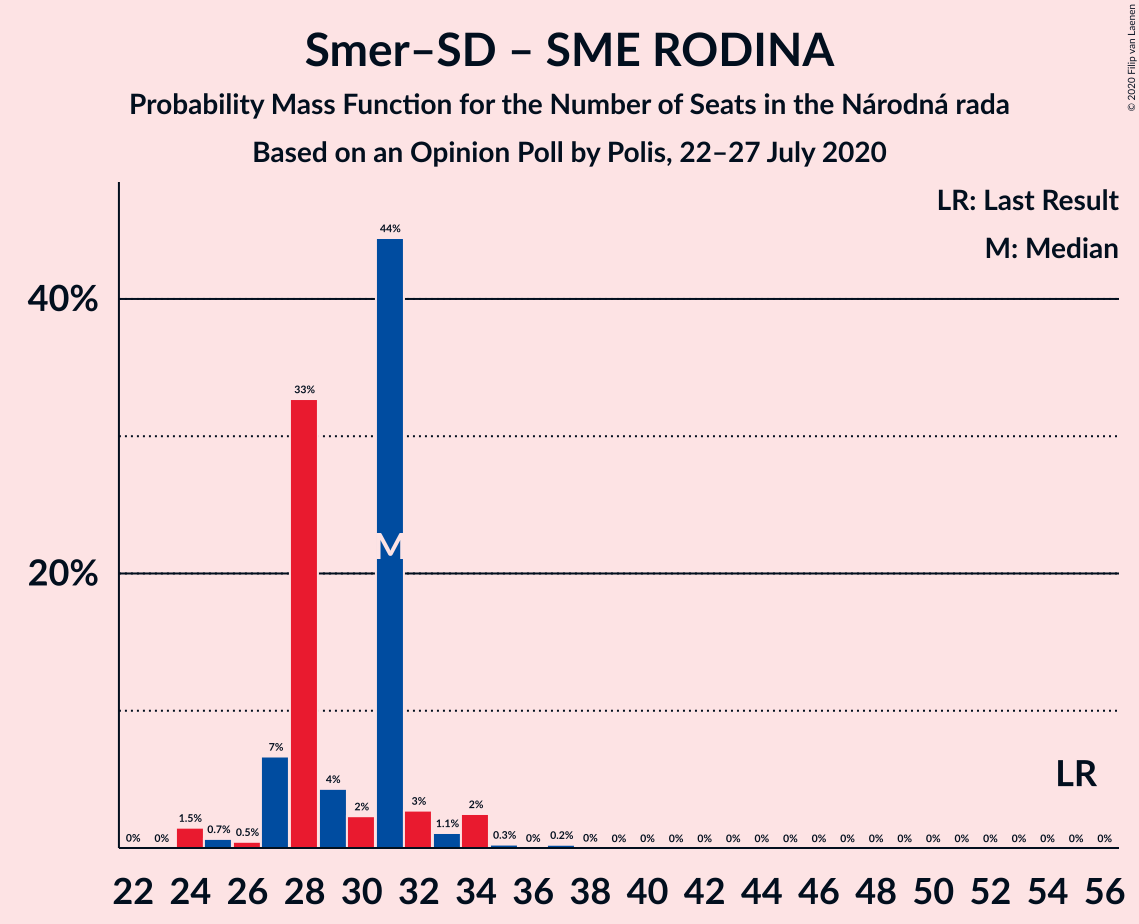 Smer–SD – SME RODINA
Probability Mass Function for the Number of Seats in the Národná rada
Based on an Opinion Poll by Polis, 22–27 July 2020
© 2020 Filip van Laenen
LR: Last Result
M: Median
40%
20%
0% 0% 1.5% 0.7% 0.5% 7% 33% 4% 2% 44% 3% 1.1% 2% 0.3% 0% 0.2% 0% 0% 0% 0% 0% 0% 0% 0% 0% 0% 0% 0% 0% 0% 0% 0% 0% 0% 0%
M
LR
22 24 26 28 30 32 34 36 38 40 42 44 46 48 50 52 54 56